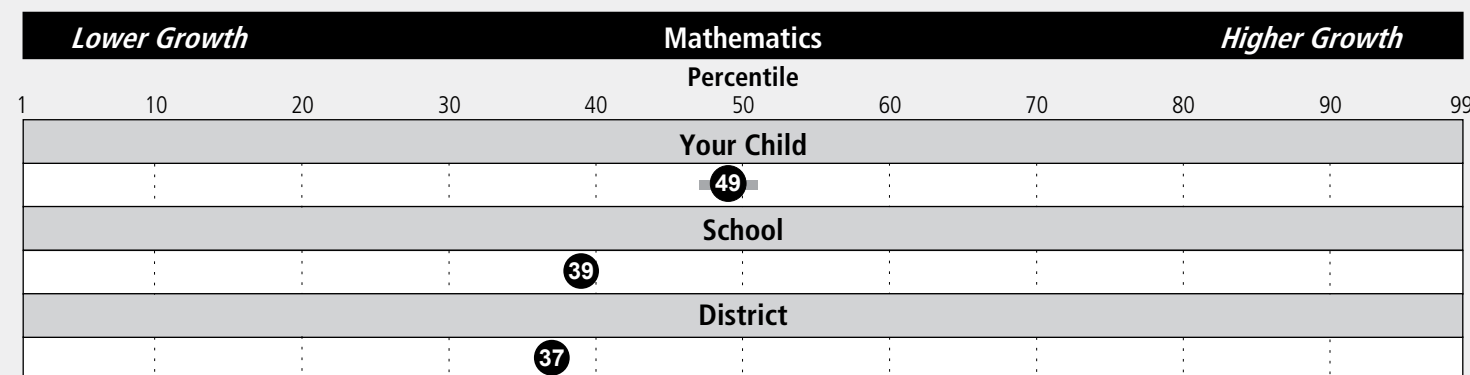 Lower Growth Mathematics Higher Growth
Percentile
1 10 20 30 40 50 60 70 80 90 99
Your Child
49
School
39
District
37